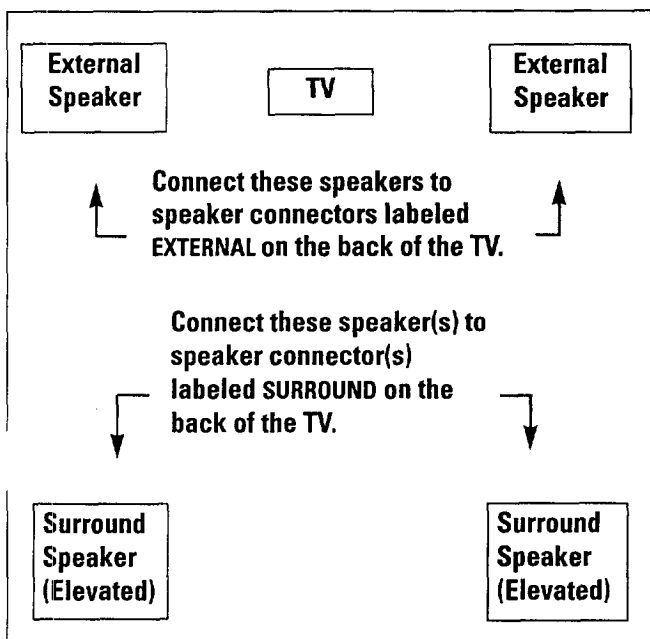 External
Speaker
TV
External
Speaker
Connect these speakers to
speaker connectors labeled
EXTERNAL on the back of the TV.
Connect these speaker(s) to
speaker connector(s)
labeled SURROUND on the
back of the TV.
Surround
Speaker
(Elevated)
Surround
Speaker
(Elevated)